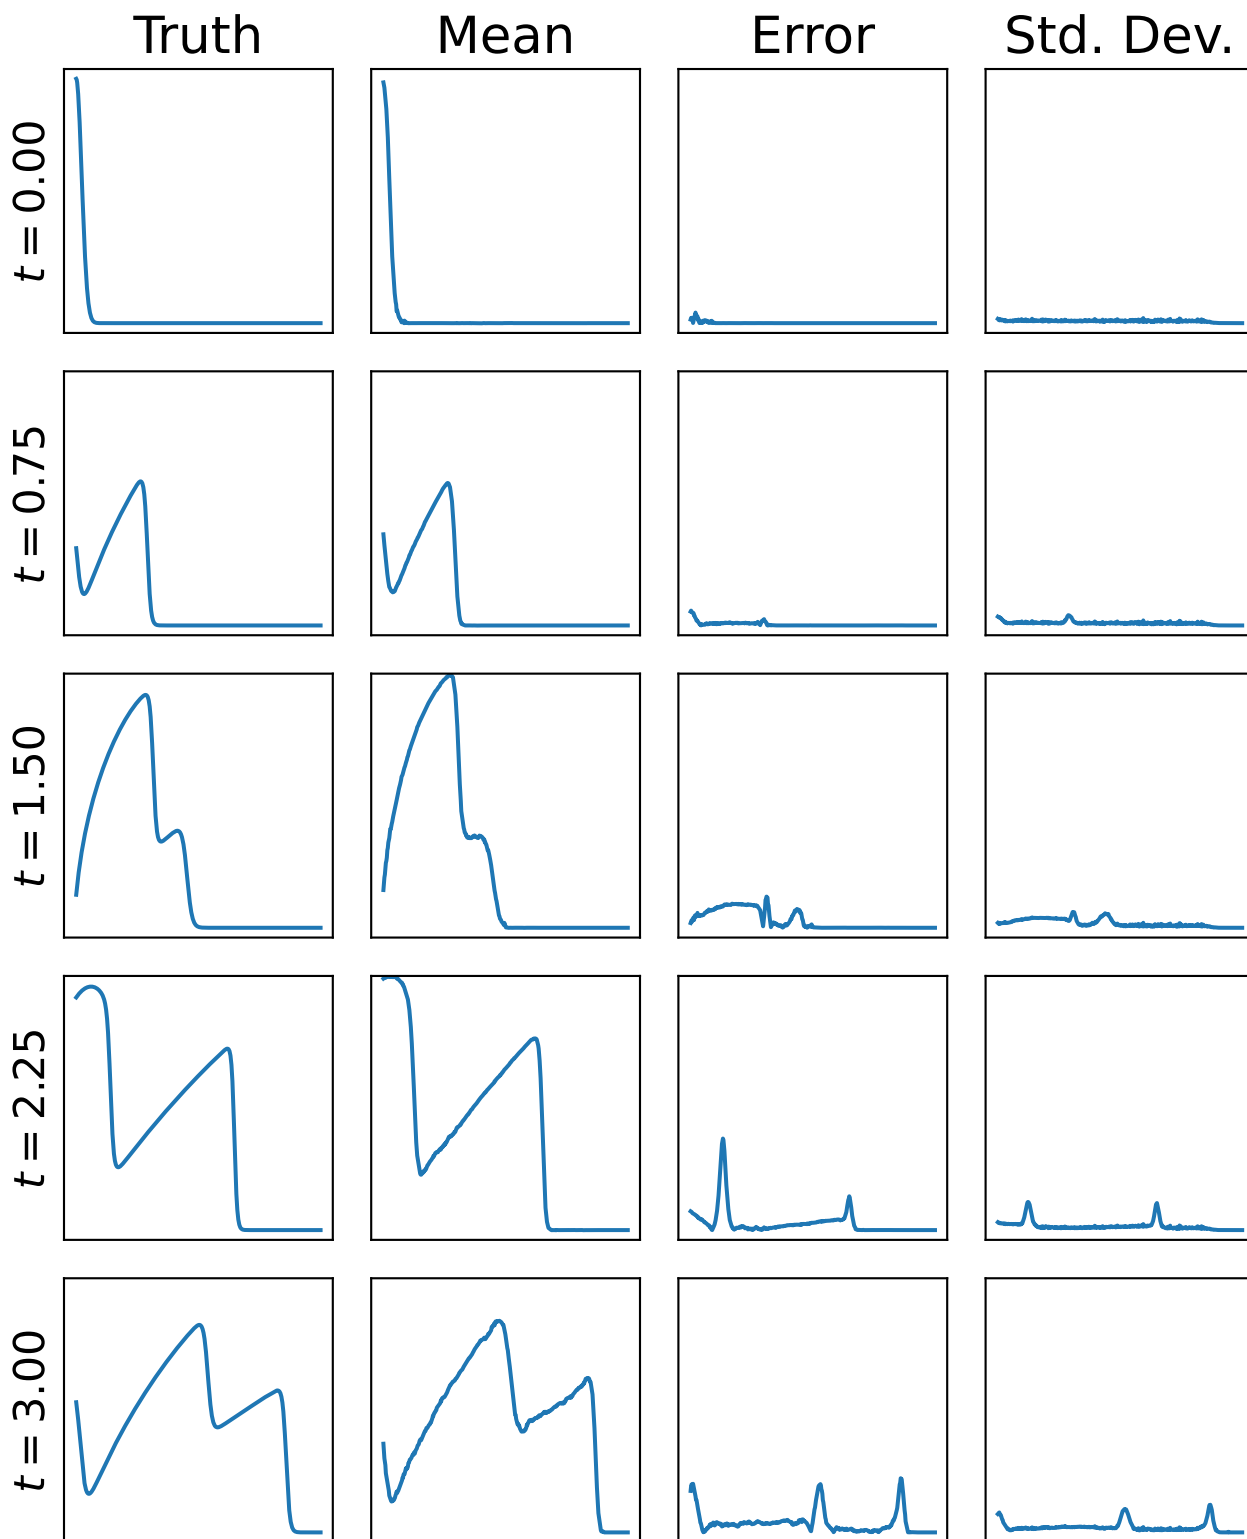 Truth Mean Error Std. Dev.
t = 0.00
t = 0.75
t = 1.50
t = 2.25
t = 3.00